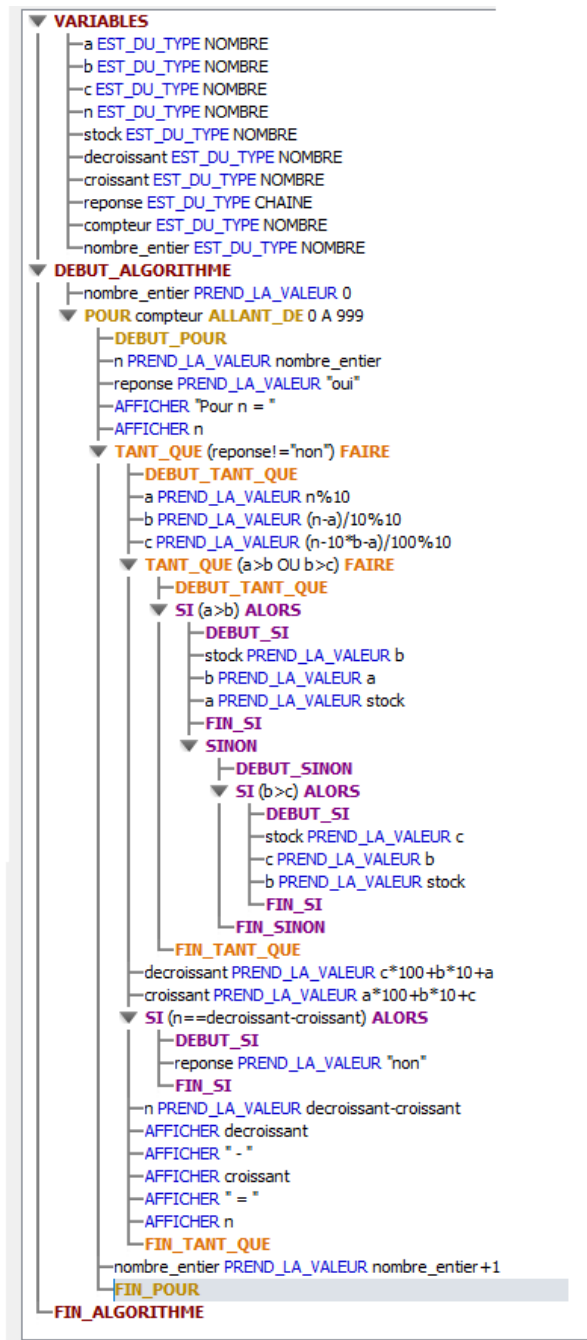 VARIABLES
a EST_DU_TYPE NOMBRE
b EST_DU_TYPE NOMBRE
c EST_DU_TYPE NOMBRE
n EST_DU_TYPE NOMBRE
stock EST_DU_TYPE NOMBRE
decroissant EST_DU_TYPE NOMBRE
croissant EST_DU_TYPE NOMBRE
reponse EST_DU_TYPE CHAINE
compteur EST_DU_TYPE NOMBRE
nombre_entier EST_DU_TYPE NOMBRE
DEBUT_ALGORITHME
nombre_entier PREND_LA_VALEUR 0
POUR compteur ALLANT_DE 0 A 999
DEBUT_POUR
n PREND_LA_VALEUR nombre_entier
reponse PREND_LA_VALEUR "oui"
AFFICHER "Pour n = "
AFFICHER n
TANT_QUE (reponse!="non") FAIRE
DEBUT_TANT_QUE
a PREND_LA_VALEUR n%10
b PREND_LA_VALEUR (n-a)/10%10
c PREND_LA_VALEUR (n-10*b-a)/100%10
TANT_QUE (a>b OU b>c) FAIRE
DEBUT_TANT_QUE
SI (a>b) ALORS
DEBUT_SI
stock PREND_LA_VALEUR b
b PREND_LA_VALEUR a
a PREND_LA_VALEUR stock
FIN_SI
SINON
DEBUT_SINON
SI (b>c) ALORS
DEBUT_SI
stock PREND_LA_VALEUR c
c PREND_LA_VALEUR b
b PREND_LA_VALEUR stock
FIN_SI
FIN_SINON
FIN_TANT_QUE
decroissant PREND_LA_VALEUR c*100+b*10+a
croissant PREND_LA_VALEUR a*100+b*10+c
SI (n==decroissant-croissant) ALORS
DEBUT_SI
reponse PREND_LA_VALEUR "non"
FIN_SI
n PREND_LA_VALEUR decroissant-croissant
AFFICHER decroissant
AFFICHER " - "
AFFICHER croissant
AFFICHER " = "
AFFICHER n
FIN_TANT_QUE
nombre_entier PREND_LA_VALEUR nombre_entier+1
FIN_POUR
FIN_ALGORITHME